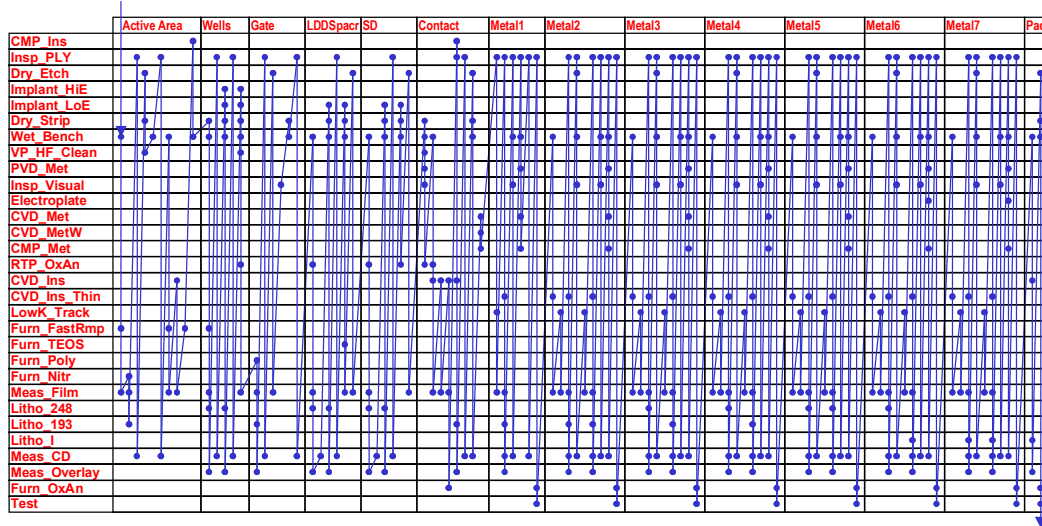 Active Area Wells Gate LDDSpacr SD Contact Metal1 Metal2 Metal3 Metal4 Metal5 Metal6 Metal7
CMP_Ins
Insp_PLY
Dry_Etch
Implant_HiE
Implant_LoE
Dry_Strip
Wet_Bench
VP_HF_Clean
PVD_Met
Insp_Visual
Electroplate
CVD_Met
CVD_MetW
CMP_Met
RTP_OxAn
CVD_Ins
CVD_Ins_Thin
LowK_Track
Furn_FastRmp
Furn_TEOS
Furn_Poly
Furn_Nitr
Meas_Film
Litho_248
Litho_193
Litho_I
Meas_CD
Meas_Overlay
Furn_OxAn
Test